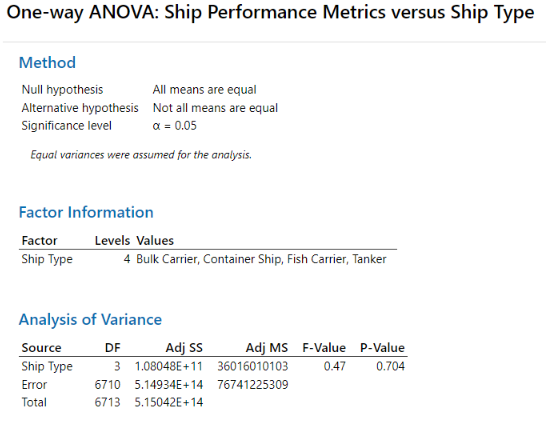 One-way ANOVA: Ship Performance Metrics versus Ship Type
Method
Null hypothesis All means are equal
Alternative hypothesis Not all means are equal
Significance level α = 0.05
Equal variances were assumed for the analysis.
Factor Information
Factor Levels Values
Ship Type 4 Bulk Carrier, Container Ship, Fish Carrier, Tanker
Analysis of Variance
Source DF Adj SS Adj MS F-Value P-Value
Ship Type 3 1.08048E+11 36016010103 0.47 0.704
Error 6710 5.14934E+14 76741225309
Total 6713 5.15042E+14